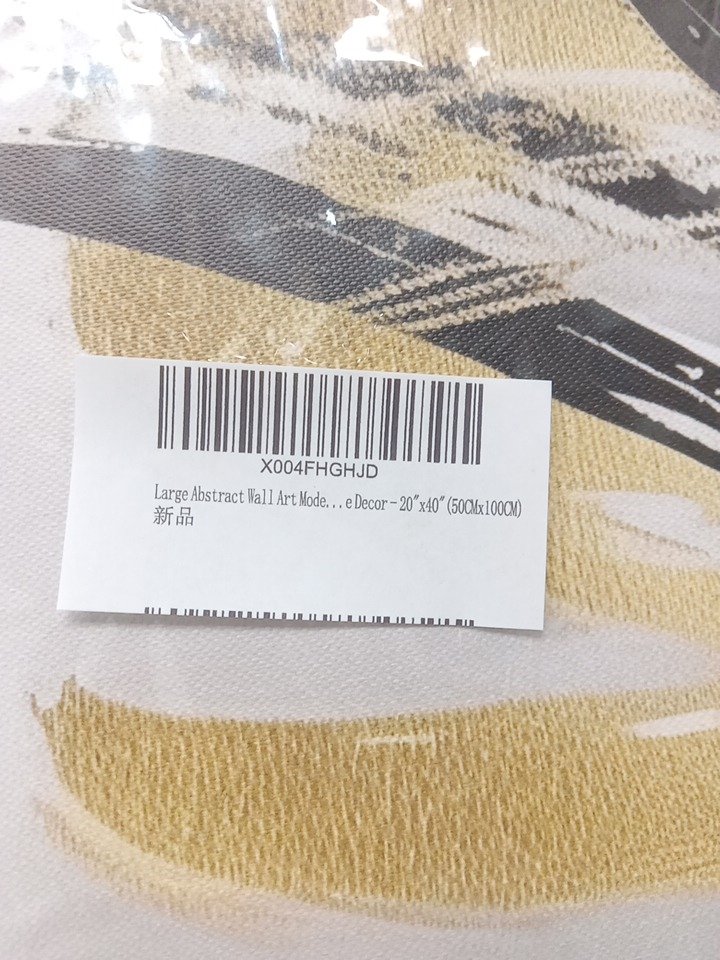 X004FHGHJD
Large Abstract Wall Art Mode...e Decor - 20"x40"(50CMx100CM)
新品